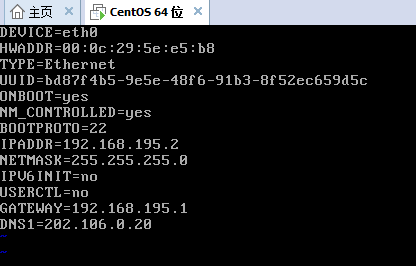 主页 CentOS 64 位
DEVICE=eth0
HWADDR=00:0c:29:5e:e5:b8
TYPE=Ethernet
UUID=bd87f4b5-9e5e-48f6-91b3-8f52ec659d5c
ONBOOT=yes
NM_CONTROLLED=yes
BOOTPROTO=22
IPADDR=192.168.195.2
NETMASK=255.255.255.0
IPV6INIT=no
USERCTL=no
GATEWAY=192.168.195.1
DNS1=202.106.0.20
~
~